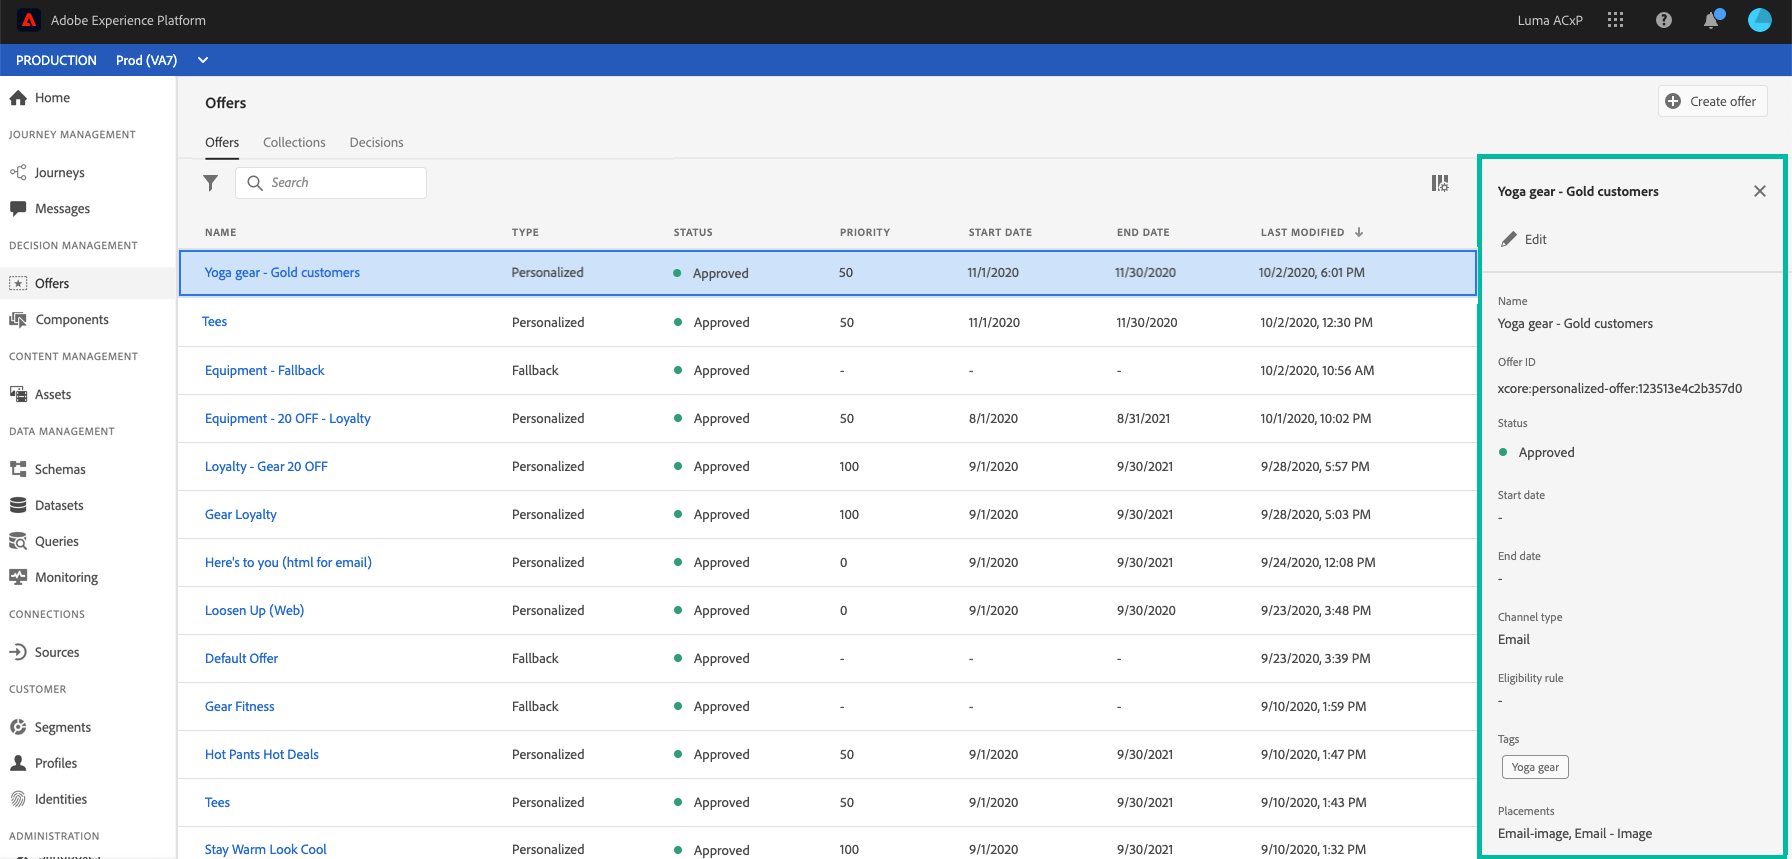 Adobe Experience Platform
Luma ACxP
PRODUCTION Prod (VA7)
Home
JOURNEY MANAGEMENT
Journeys
Messages
DECISION MANAGEMENT
Offers
Components
CONTENT MANAGEMENT
Assets
DATA MANAGEMENT
Schemas
Datasets
Queries
Monitoring
CONNECTIONS
Sources
CUSTOMER
Segments
Profiles
Identities
ADMINISTRATION
Offers
Create offer
Offers Collections Decisions
Search
NAME TYPE STATUS PRIORITY START DATE END DATE LAST MODIFIED
Yoga gear - Gold customers Personalized Approved 50 11/1/2020 11/30/2020 10/2/2020, 6:01 PM
Tees Personalized Approved 50 11/1/2020 11/30/2020 10/2/2020, 12:30 PM
Equipment - Fallback Fallback Approved - - - 10/2/2020, 10:56 AM
Equipment - 20 OFF - Loyalty Personalized Approved 50 8/1/2020 8/31/2021 10/1/2020, 10:02 PM
Loyalty - Gear 20 OFF Personalized Approved 100 9/1/2020 9/30/2021 9/28/2020, 5:57 PM
Gear Loyalty Personalized Approved 100 9/1/2020 9/30/2021 9/28/2020, 5:03 PM
Here's to you (html for email) Personalized Approved 0 9/1/2020 9/30/2021 9/24/2020, 12:08 PM
Loosen Up (Web) Personalized Approved 0 9/1/2020 9/30/2020 9/23/2020, 3:48 PM
Default Offer Fallback Approved - - - 9/23/2020, 3:39 PM
Gear Fitness Fallback Approved - - - 9/10/2020, 1:59 PM
Hot Pants Hot Deals Personalized Approved 50 9/1/2020 9/30/2021 9/10/2020, 1:47 PM
Tees Personalized Approved 50 9/1/2020 9/30/2021 9/10/2020, 1:43 PM
Stay Warm Look Cool Personalized Approved 100 9/1/2020 9/30/2021 9/10/2020, 1:32 PM
Yoga gear - Gold customers
Edit
Name
Yoga gear - Gold customers
Offer ID
xcore:personalized-offer:123513e4c2b357d0
Status
Approved
Start date
-
End date
-
Channel type
Email
Eligibility rule
-
Tags
Yoga gear
Placements
Email-image, Email - Image